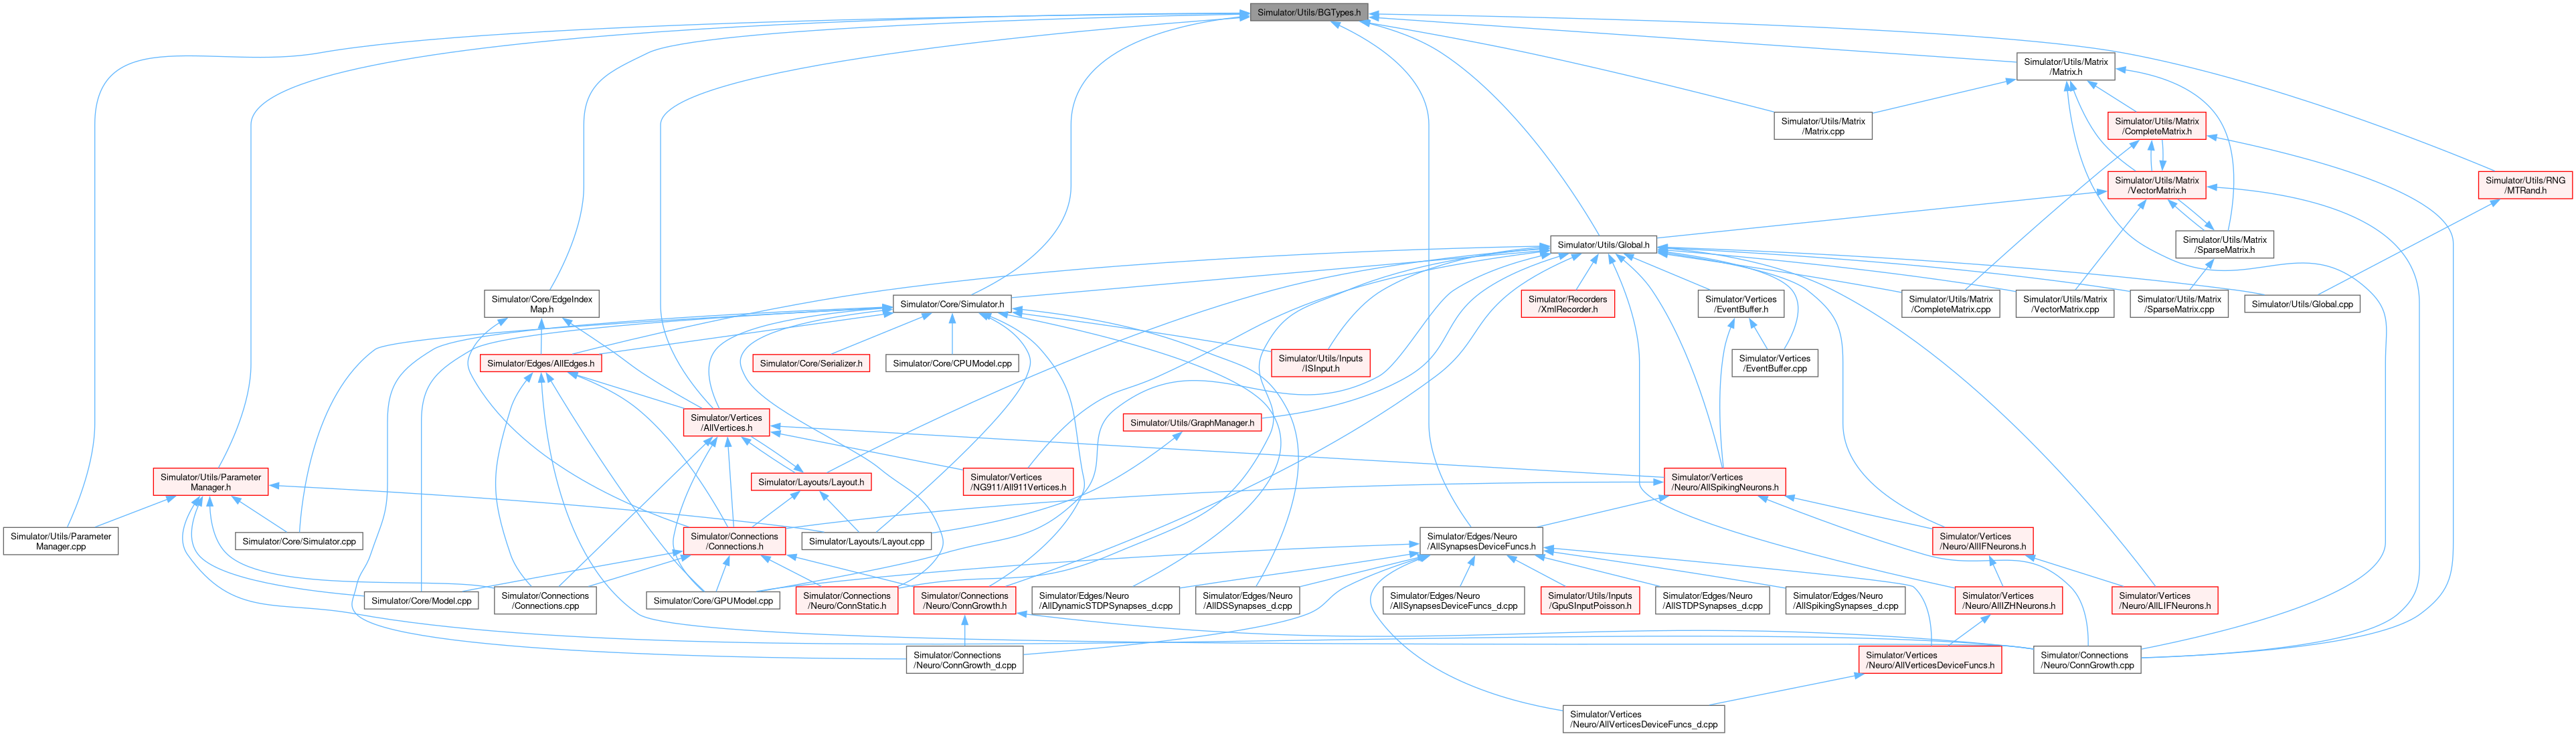 Simulator/Utils/BGTypes.h
Simulator/Utils/Matrix
/Matrix.h
Simulator/Utils/Matrix
/Matrix.cpp
Simulator/Utils/Matrix
/CompleteMatrix.h
Simulator/Utils/Matrix
/VectorMatrix.h
Simulator/Utils/RNG
/MTRand.h
Simulator/Utils/Global.h
Simulator/Utils/Matrix
/SparseMatrix.h
Simulator/Core/EdgeIndex
Map.h
Simulator/Core/Simulator.h
Simulator/Recorders
/XmlRecorder.h
Simulator/Vertices
/EventBuffer.h
Simulator/Utils/Matrix
/CompleteMatrix.cpp
Simulator/Utils/Matrix
/VectorMatrix.cpp
Simulator/Utils/Matrix
/SparseMatrix.cpp
Simulator/Utils/Global.cpp
Simulator/Edges/AllEdges.h
Simulator/Core/Serializer.h
Simulator/Core/CPUModel.cpp
Simulator/Utils/Inputs
/ISInput.h
Simulator/Vertices
/EventBuffer.cpp
Simulator/Vertices
/AllVertices.h
Simulator/Utils/GraphManager.h
Simulator/Utils/Parameter
Manager.h
Simulator/Layouts/Layout.h
Simulator/Vertices
/NG911/All911Vertices.h
Simulator/Vertices
/Neuro/AllSpikingNeurons.h
Simulator/Utils/Parameter
Manager.cpp
Simulator/Core/Simulator.cpp
Simulator/Connections
/Connections.h
Simulator/Layouts/Layout.cpp
Simulator/Edges/Neuro
/AllSynapsesDeviceFuncs.h
Simulator/Vertices
/Neuro/AllIFNeurons.h
Simulator/Core/Model.cpp
Simulator/Connections
/Connections.cpp
Simulator/Core/GPUModel.cpp
Simulator/Connections
/Neuro/ConnStatic.h
Simulator/Connections
/Neuro/ConnGrowth.h
Simulator/Edges/Neuro
/AllDynamicSTDPSynapses_d.cpp
Simulator/Edges/Neuro
/AllDSSynapses_d.cpp
Simulator/Edges/Neuro
/AllSynapsesDeviceFuncs_d.cpp
Simulator/Utils/Inputs
/GpuSInputPoisson.h
Simulator/Edges/Neuro
/AllSTDPSynapses_d.cpp
Simulator/Edges/Neuro
/AllSpikingSynapses_d.cpp
Simulator/Vertices
/Neuro/AllIZHNeurons.h
Simulator/Vertices
/Neuro/AllLIFNeurons.h
Simulator/Connections
/Neuro/ConnGrowth_d.cpp
Simulator/Vertices
/Neuro/AllVerticesDeviceFuncs.h
Simulator/Connections
/Neuro/ConnGrowth.cpp
Simulator/Vertices
/Neuro/AllVerticesDeviceFuncs_d.cpp